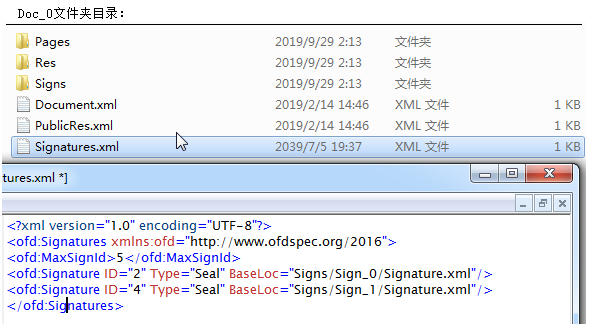 Doc_0文件夹目录：
Pages 2019/9/29 2:13 文件夹
Res 2019/9/29 2:13 文件夹
Signs 2019/9/29 2:13 文件夹
Document.xml 2019/2/14 14:46 XML 文件 1 KB
PublicRes.xml 2019/2/14 14:46 XML 文件 1 KB
Signatures.xml 2039/7/5 19:37 XML 文件 1 KB
tures.xml *]
<?xml version="1.0" encoding="UTF-8"?>
<ofd:Signatures xmlns:ofd="http://www.ofdspec.org/2016">
<ofd:MaxSignId>5</ofd:MaxSignId>
<ofd:Signature ID="2" Type="Seal" BaseLoc="Signs/Sign_0/Signature.xml"/>
<ofd:Signature ID="4" Type="Seal" BaseLoc="Signs/Sign_1/Signature.xml"/>
</ofd:Signatures>